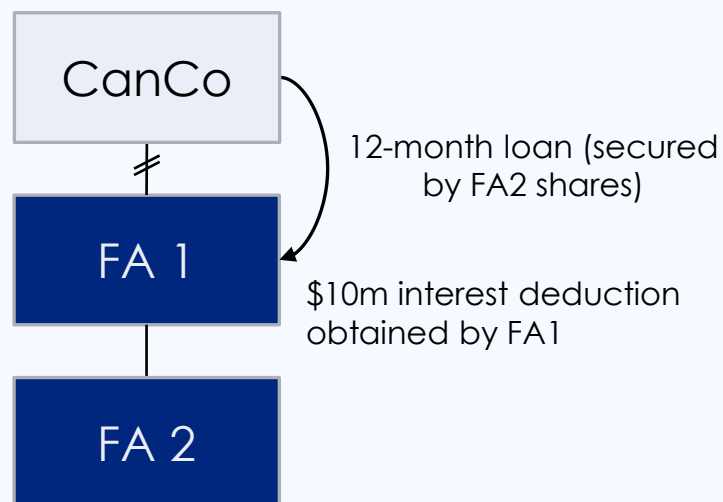 CanCo
12-month loan (secured
by FA2 shares)
FA 1
$10m interest deduction
obtained by FA1
FA 2